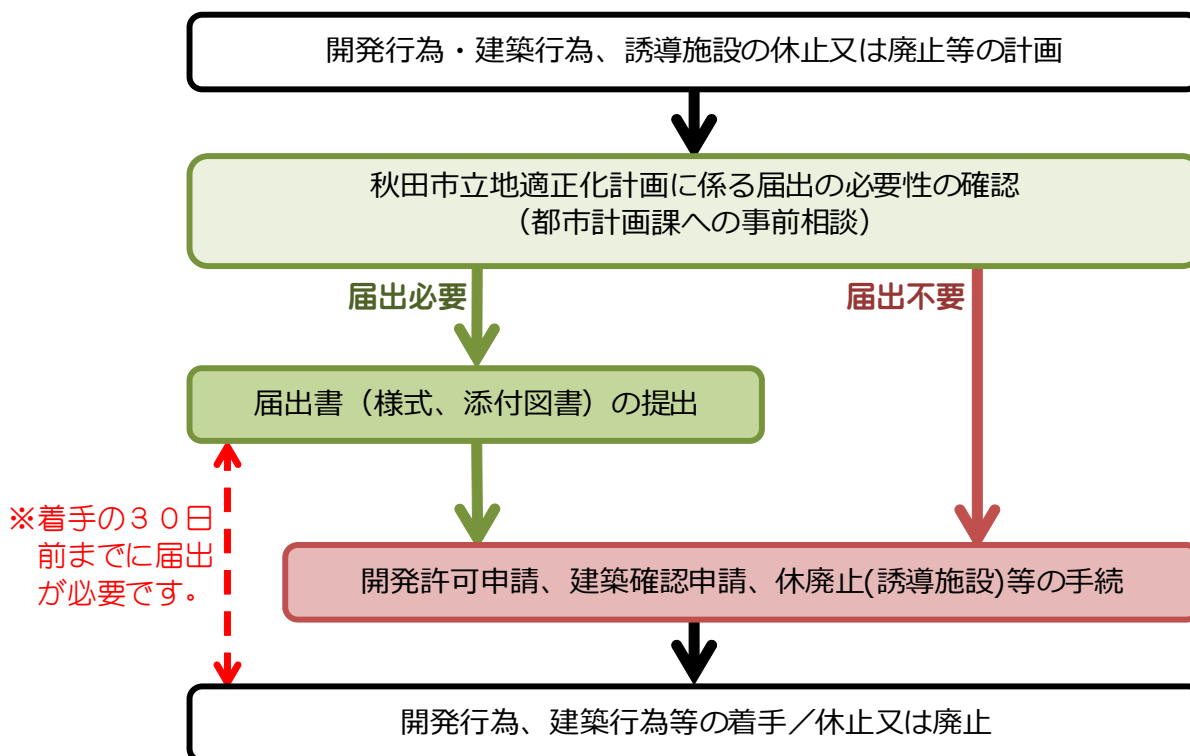 開発行為・建築行為、誘導施設の休止又は廃止等の計画
秋田市立地適正化計画に係る届出の必要性の確認
（都市計画課への事前相談）
届出必要
届出不要
届出書（様式、添付図書）の提出
※着手の３０日
前までに届出
が必要です。
開発許可申請、建築確認申請、休廃止(誘導施設)等の手続
開発行為、建築行為等の着手／休止又は廃止